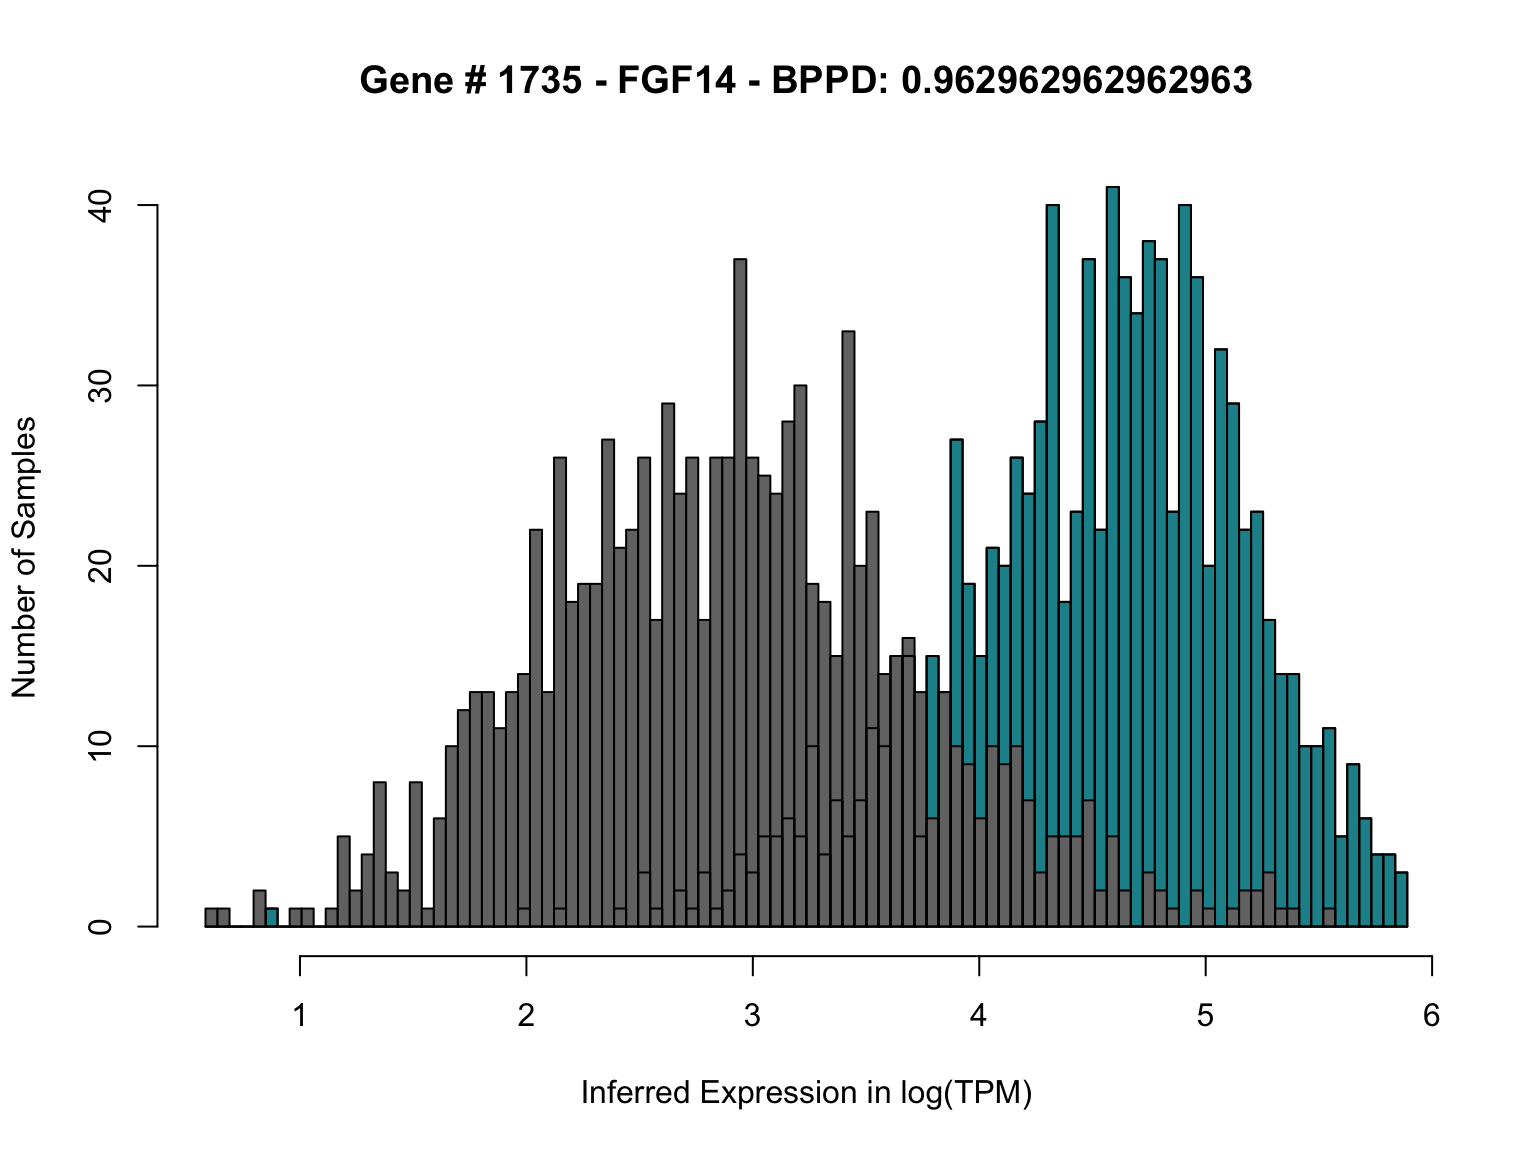 Gene # 1735 - FGF14 - BPPD: 0.962962962962963
Number of Samples
40
30
20
10
0
1 2 3 4 5 6
Inferred Expression in log(TPM)